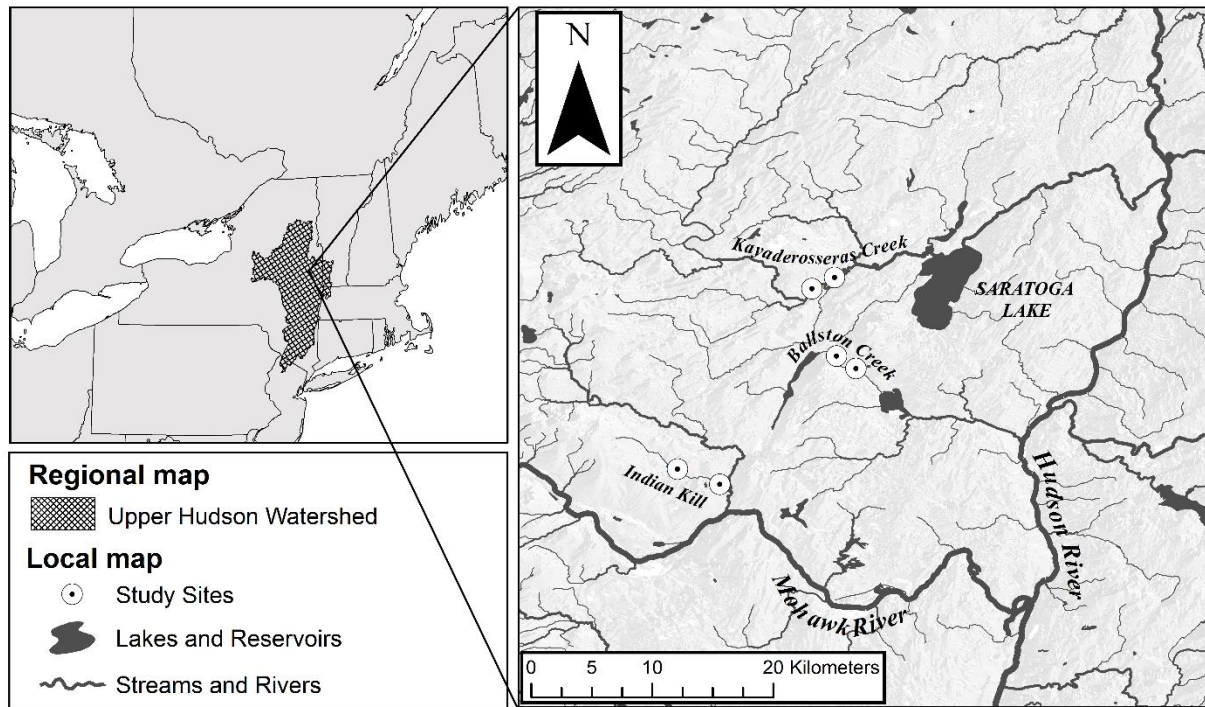 Regional map
Upper Hudson Watershed
Local map
Study Sites
Lakes and Reservoirs
Streams and Rivers
N
Kayaderosseras Creek
SARATOGA
LAKE
Ballston Creek
Indian Kill
Hudson River
Mohawk River
0 5 10 20 Kilometers